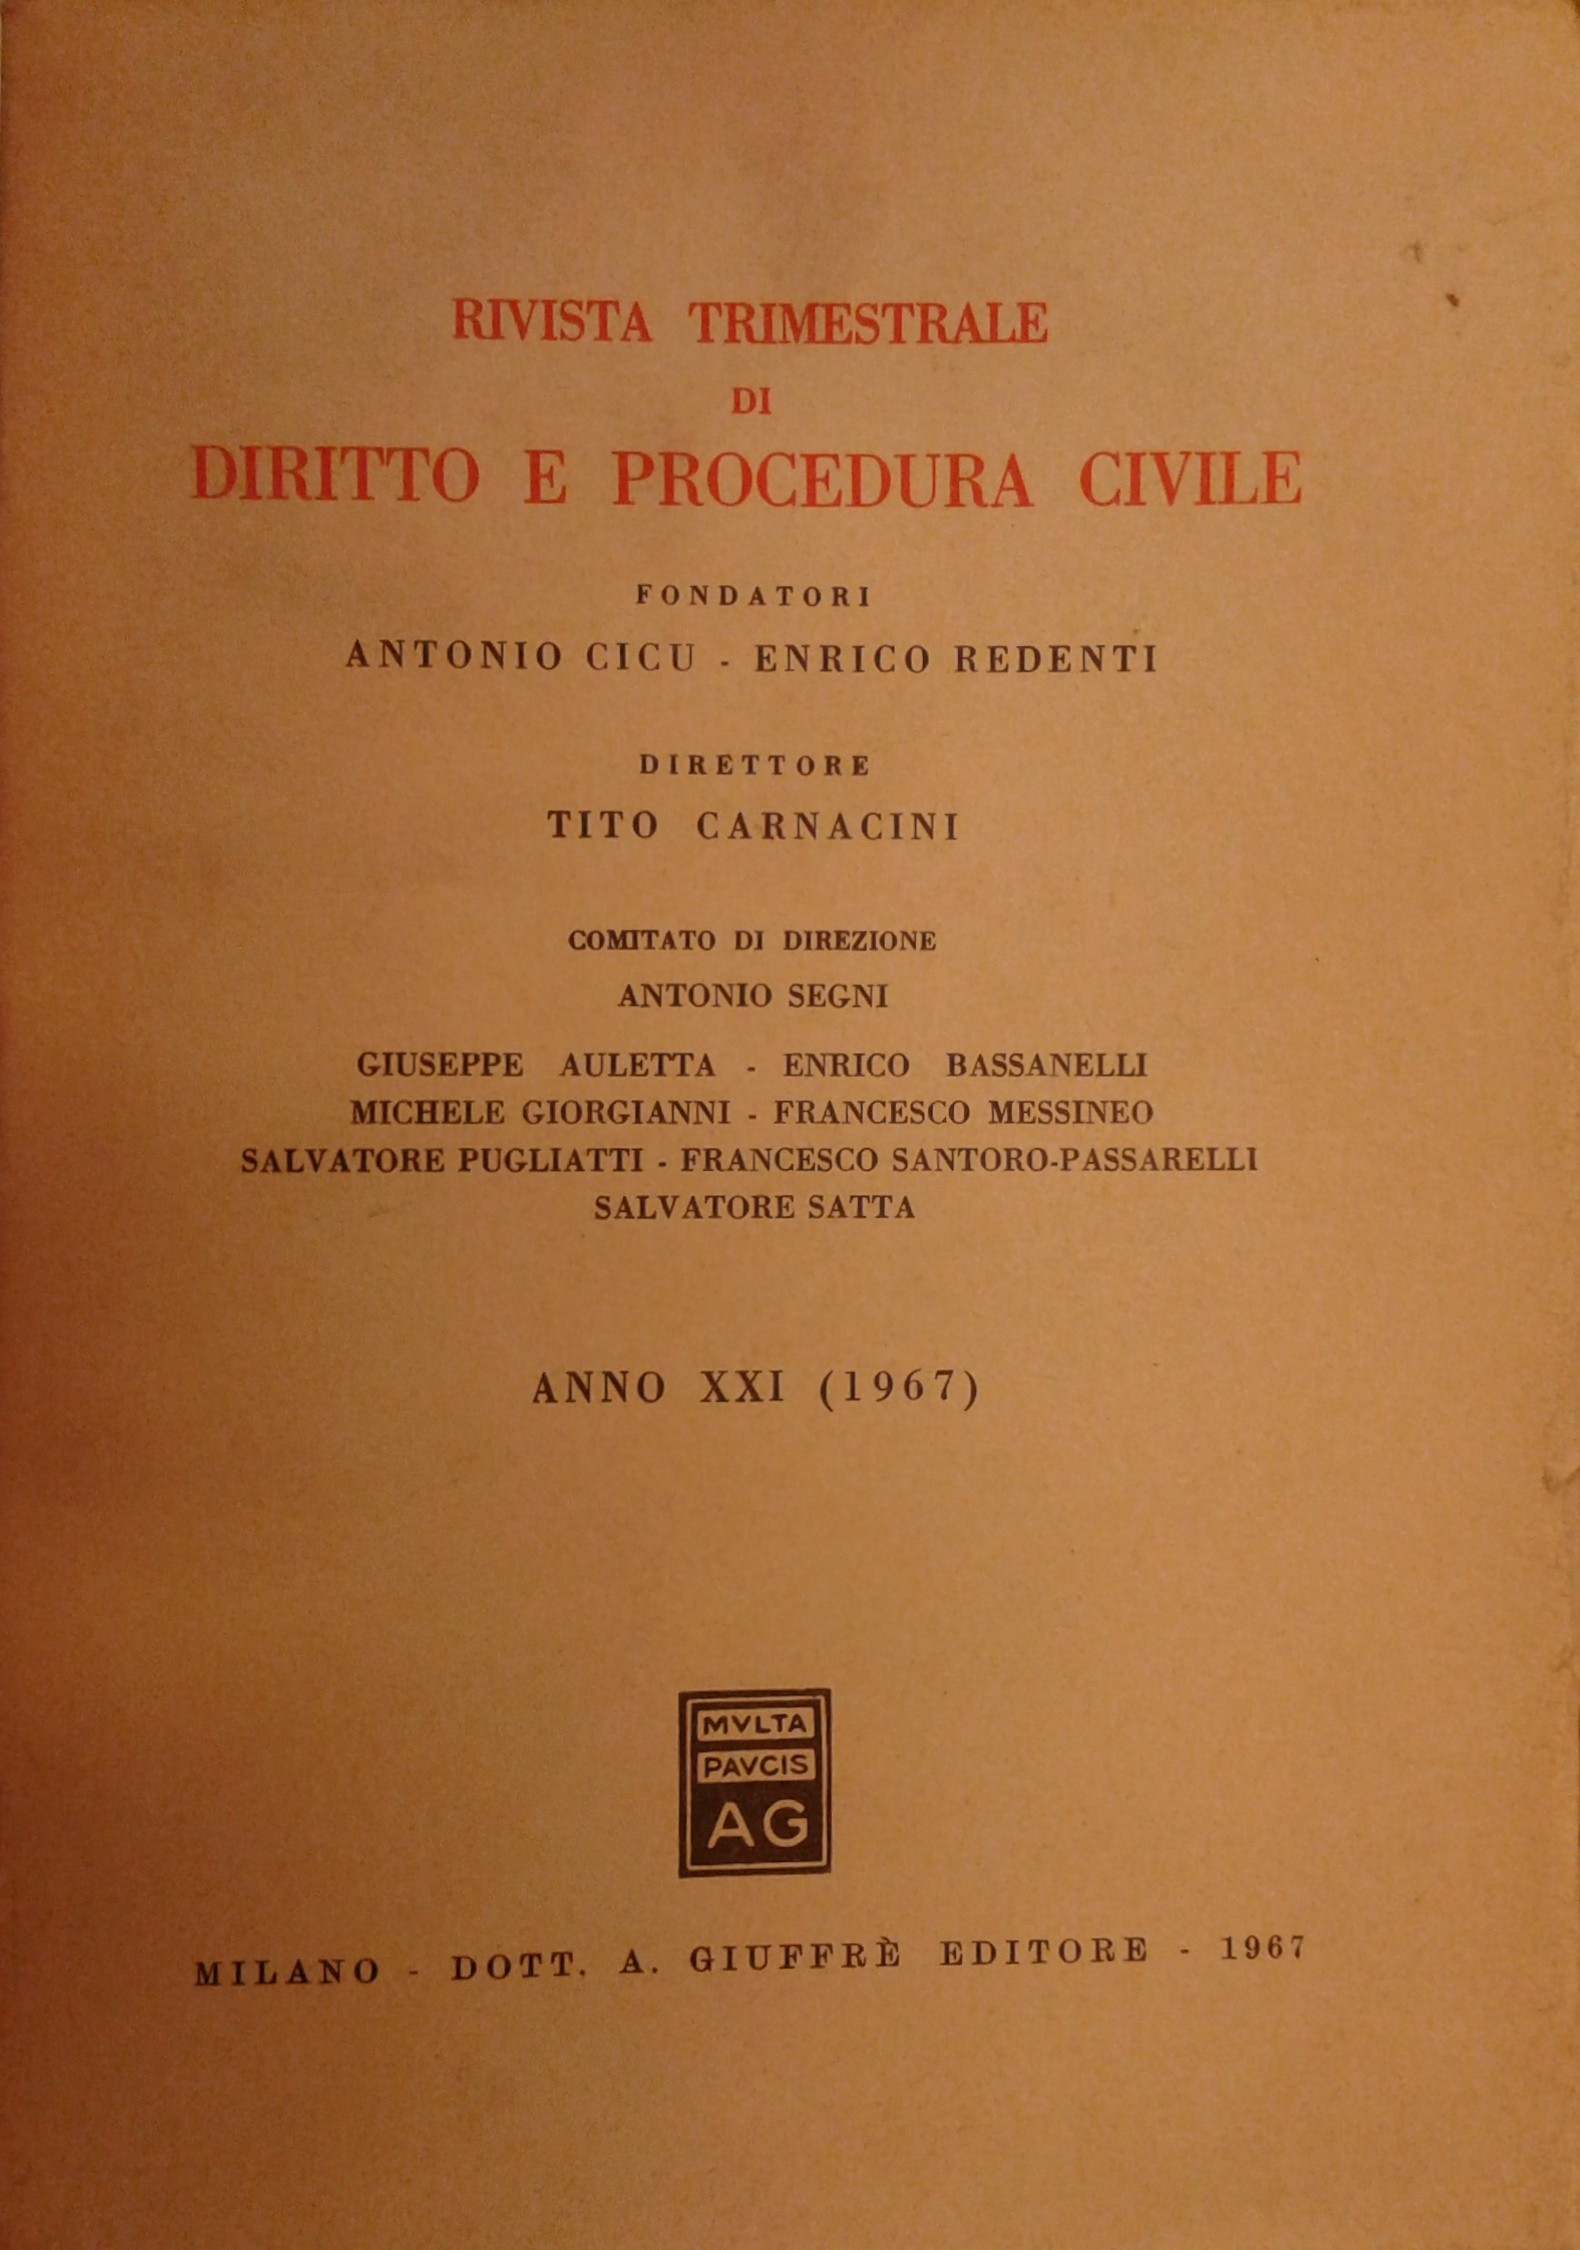 RIVISTA TRIMESTRALE
DI
DIRITTO E PROCEDURA CIVILE
FONDATORI
ANTONIO CICU - ENRICO REDENTI
DIRETTORE
TITO CARNACINI
COMITATO DI DIREZIONE
ANTONIO SEGNI
GIUSEPPE AULETTA - ENRICO BASSANELLI
MICHELE GIORGIANNI - FRANCESCO MESSINEO
SALVATORE PUGLIATTI - FRANCESCO SANTORO-PASSARELLI
SALVATORE SATTA
ANNO XXI (1967)
MVLTA
PAVCIS
AG
MILANO - DOTT. A. GIUFFRÈ EDITORE - 1967